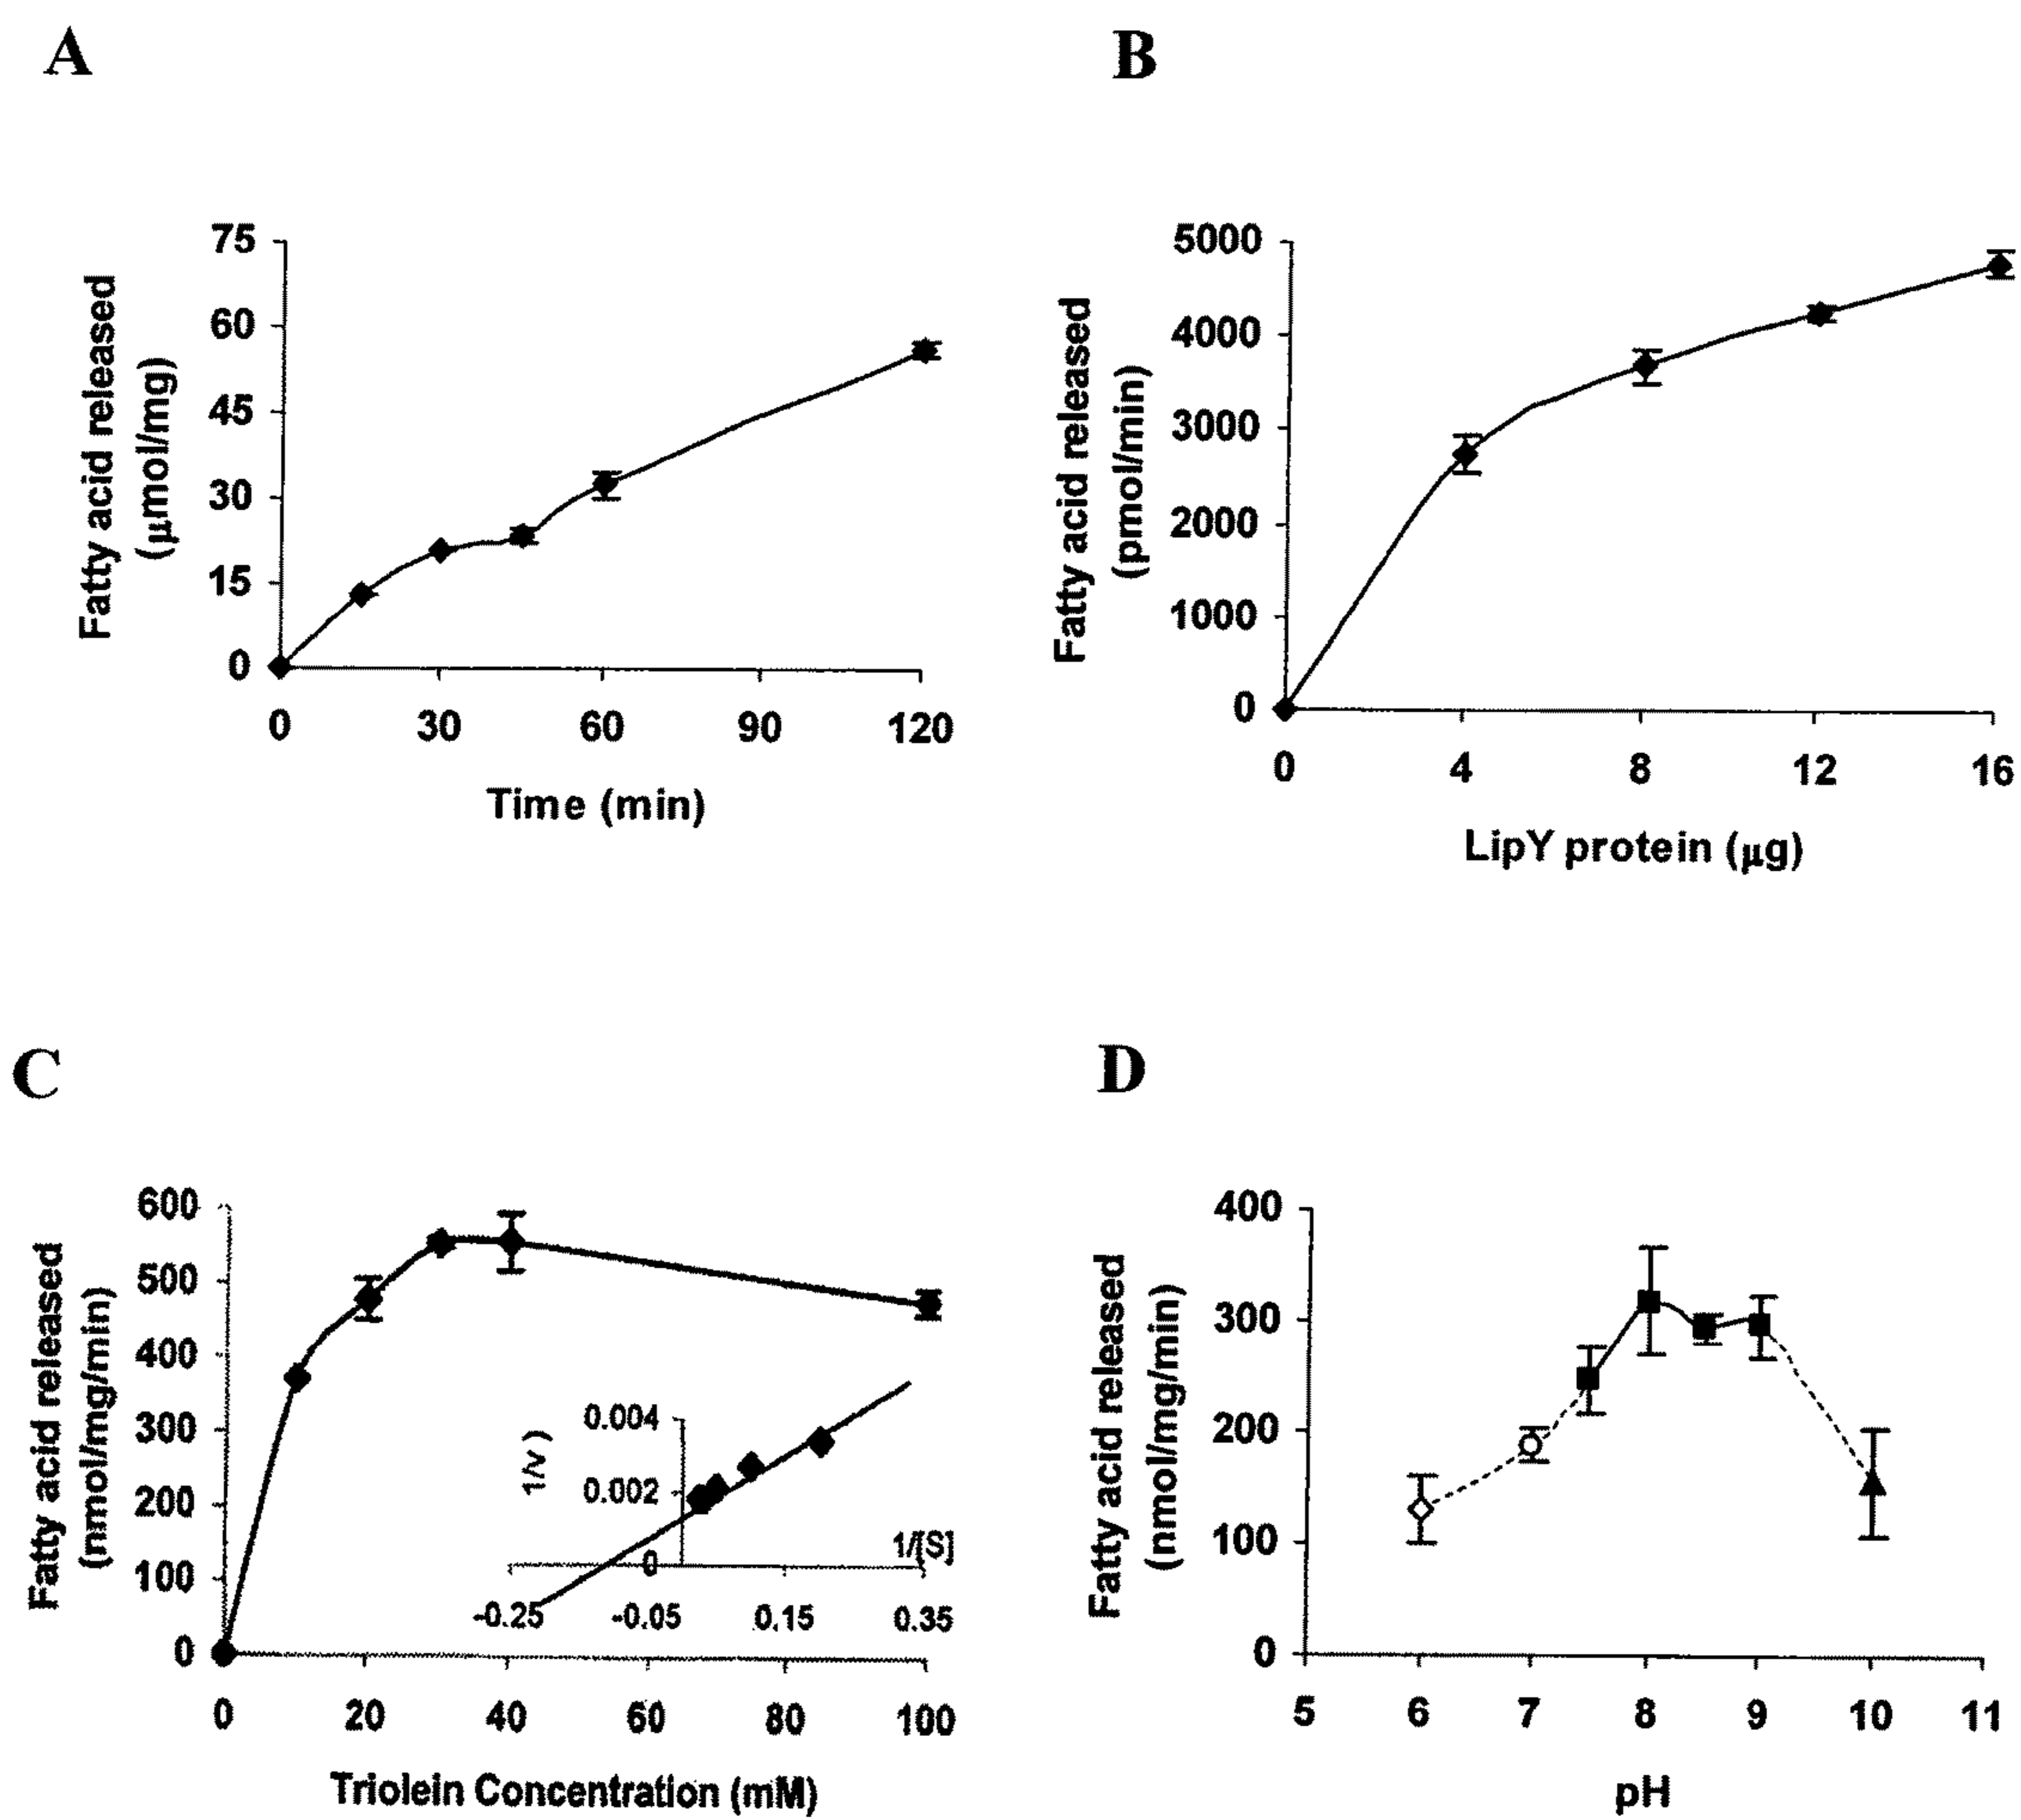 A
75
60
45
30
15
0
Fatty acid released
(μmol/mg)
0 30 60 90 120
Time (min)
B
5000
4000
3000
2000
1000
0
Fatty acid released
(pmol/min)
0 4 8 12 16
LipY protein (μg)
C
600
500
400
300
200
100
0
Fatty acid released
(nmol/mg/min)
0.004
0.002
0
1/v )
1/[S]
-0.25 -0.05 0.15 0.35
0 20 40 60 80 100
Triolein Concentration (mM)
D
400
300
200
100
0
Fatty acid released
(nmol/mg/min)
5 6 7 8 9 10 11
pH